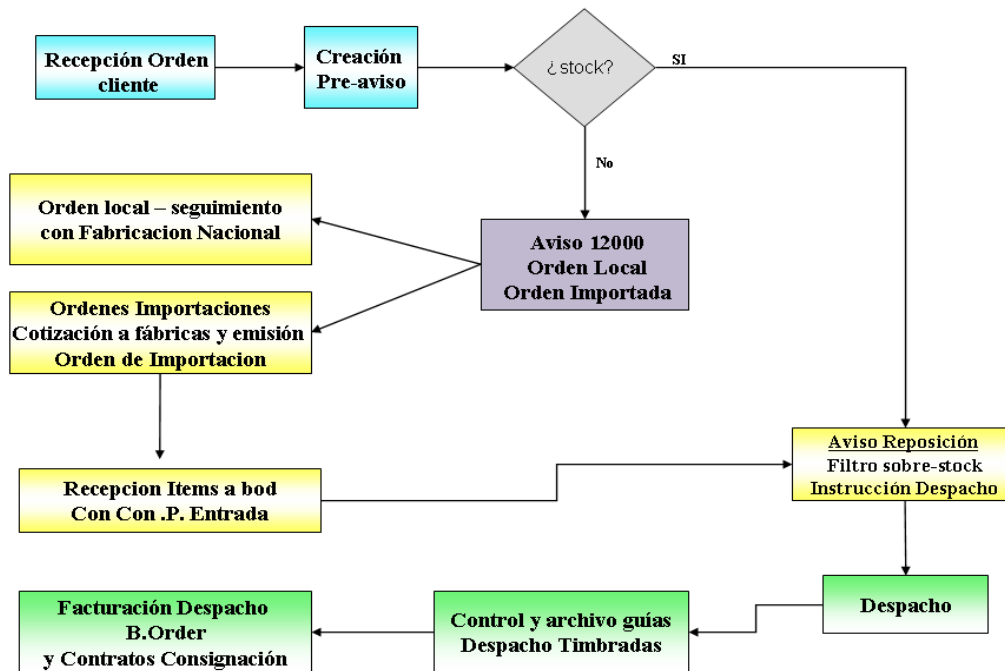 Recepción Orden
cliente
Creación
Pre-aviso
¿stock?
SI
No
Orden local – seguimiento
con Fabricacion Nacional
Aviso 12000
Orden Local
Orden Importada
Ordenes Importaciones
Cotización a fábricas y emisión
Orden de Importacion
Aviso Reposición
Filtro sobre-stock
Instrucción Despacho
Recepcion Items a bod
Con Con .P. Entrada
Despacho
Control y archivo guías
Despacho Timbradas
Facturación Despacho
B.Order
y Contratos Consignación